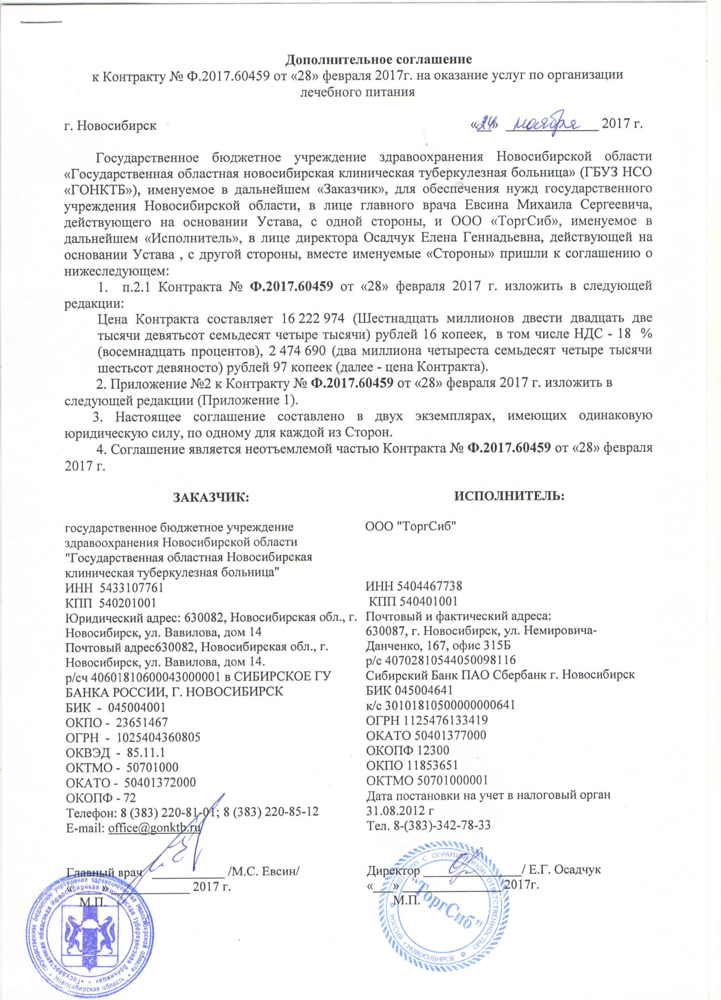 Дополнительное соглашение
к Контракту № Ф.2017.60459 от «28» февраля 2017г. на оказание услуг по организации
лечебного питания
г. Новосибирск «24» ноября 2017 г.
Государственное бюджетное учреждение здравоохранения Новосибирской области
«Государственная областная новосибирская клиническая туберкулезная больница» (ГБУЗ НСО
«ГОНКТБ»), именуемое в дальнейшем «Заказчик», для обеспечения нужд государственного
учреждения Новосибирской области, в лице главного врача Евсина Михаила Сергеевича,
действующего на основании Устава, с одной стороны, и ООО «ТоргСиб», именуемое в
дальнейшем «Исполнитель», в лице директора Осадчук Елена Геннадьевна, действующей на
основании Устава , с другой стороны, вместе именуемые «Стороны» пришли к соглашению о
нижеследующем:
1. п.2.1 Контракта № Ф.2017.60459 от «28» февраля 2017 г. изложить в следующей
редакции:
Цена Контракта составляет 16 222 974 (Шестнадцать миллионов двести двадцать две
тысячи девятьсот семьдесят четыре тысячи) рублей 16 копеек, в том числе НДС - 18 %
(восемнадцать процентов), 2 474 690 (два миллиона четыреста семьдесят четыре тысячи
шестьсот девяносто) рублей 97 копеек (далее - цена Контракта).
2. Приложение №2 к Контракту № Ф.2017.60459 от «28» февраля 2017 г. изложить в
следующей редакции (Приложение 1).
3. Настоящее соглашение составлено в двух экземплярах, имеющих одинаковую
юридическую силу, по одному для каждой из Сторон.
4. Соглашение является неотъемлемой частью Контракта № Ф.2017.60459 от «28» февраля
2017 г.
ЗАКАЗЧИК:
государственное бюджетное учреждение
здравоохранения Новосибирской области
"Государственная областная Новосибирская
клиническая туберкулезная больница"
ИНН 5433107761
КПП 540201001
Юридический адрес: 630082, Новосибирская обл., г.
Новосибирск, ул. Вавилова, дом 14
Почтовый адрес630082, Новосибирская обл., г.
Новосибирск, ул. Вавилова, дом 14.
р/сч 40601810600043000001 в СИБИРСКОЕ ГУ
БАНКА РОССИИ, Г. НОВОСИБИРСК
БИК - 045004001
ОКПО - 23651467
ОГРН - 1025404360805
ОКВЭД - 85.11.1
ОКТМО - 50701000
ОКАТО - 50401372000
ОКОПФ - 72
Телефон: 8 (383) 220-81-01; 8 (383) 220-85-12
E-mail: office@gonktb.ru
Главный врач ____________ /М.С. Евсин/
«____» ____________ 2017 г.
М.П.
государственное бюджетное учреждение здравоохранения Новосибирской области
«Государственная областная Новосибирская клиническая туберкулезная больница»
Новосибирская область
ИСПОЛНИТЕЛЬ:
ООО "ТоргСиб"
ИНН 5404467738
КПП 540401001
Почтовый и фактический адреса:
630087, г. Новосибирск, ул. Немировича-
Данченко, 167, офис 315Б
р/с 40702810544050098116
Сибирский Банк ПАО Сбербанк г. Новосибирск
БИК 045004641
к/с 30101810500000000641
ОГРН 1125476133419
ОКАТО 50401377000
ОКОПФ 12300
ОКПО 11853651
ОКТМО 50701000001
Дата постановки на учет в налоговый орган
31.08.2012 г
Тел. 8-(383)-342-78-33
Директор ________________/ Е.Г. Осадчук
«___» ________________ 2017г.
М.П.
ОБЩЕСТВО С ОГРАНИЧЕННОЙ ОТВЕТСТВЕННОСТЬЮ
“ТоргСиб”
РОССИЯ г.НОВОСИБИРСК